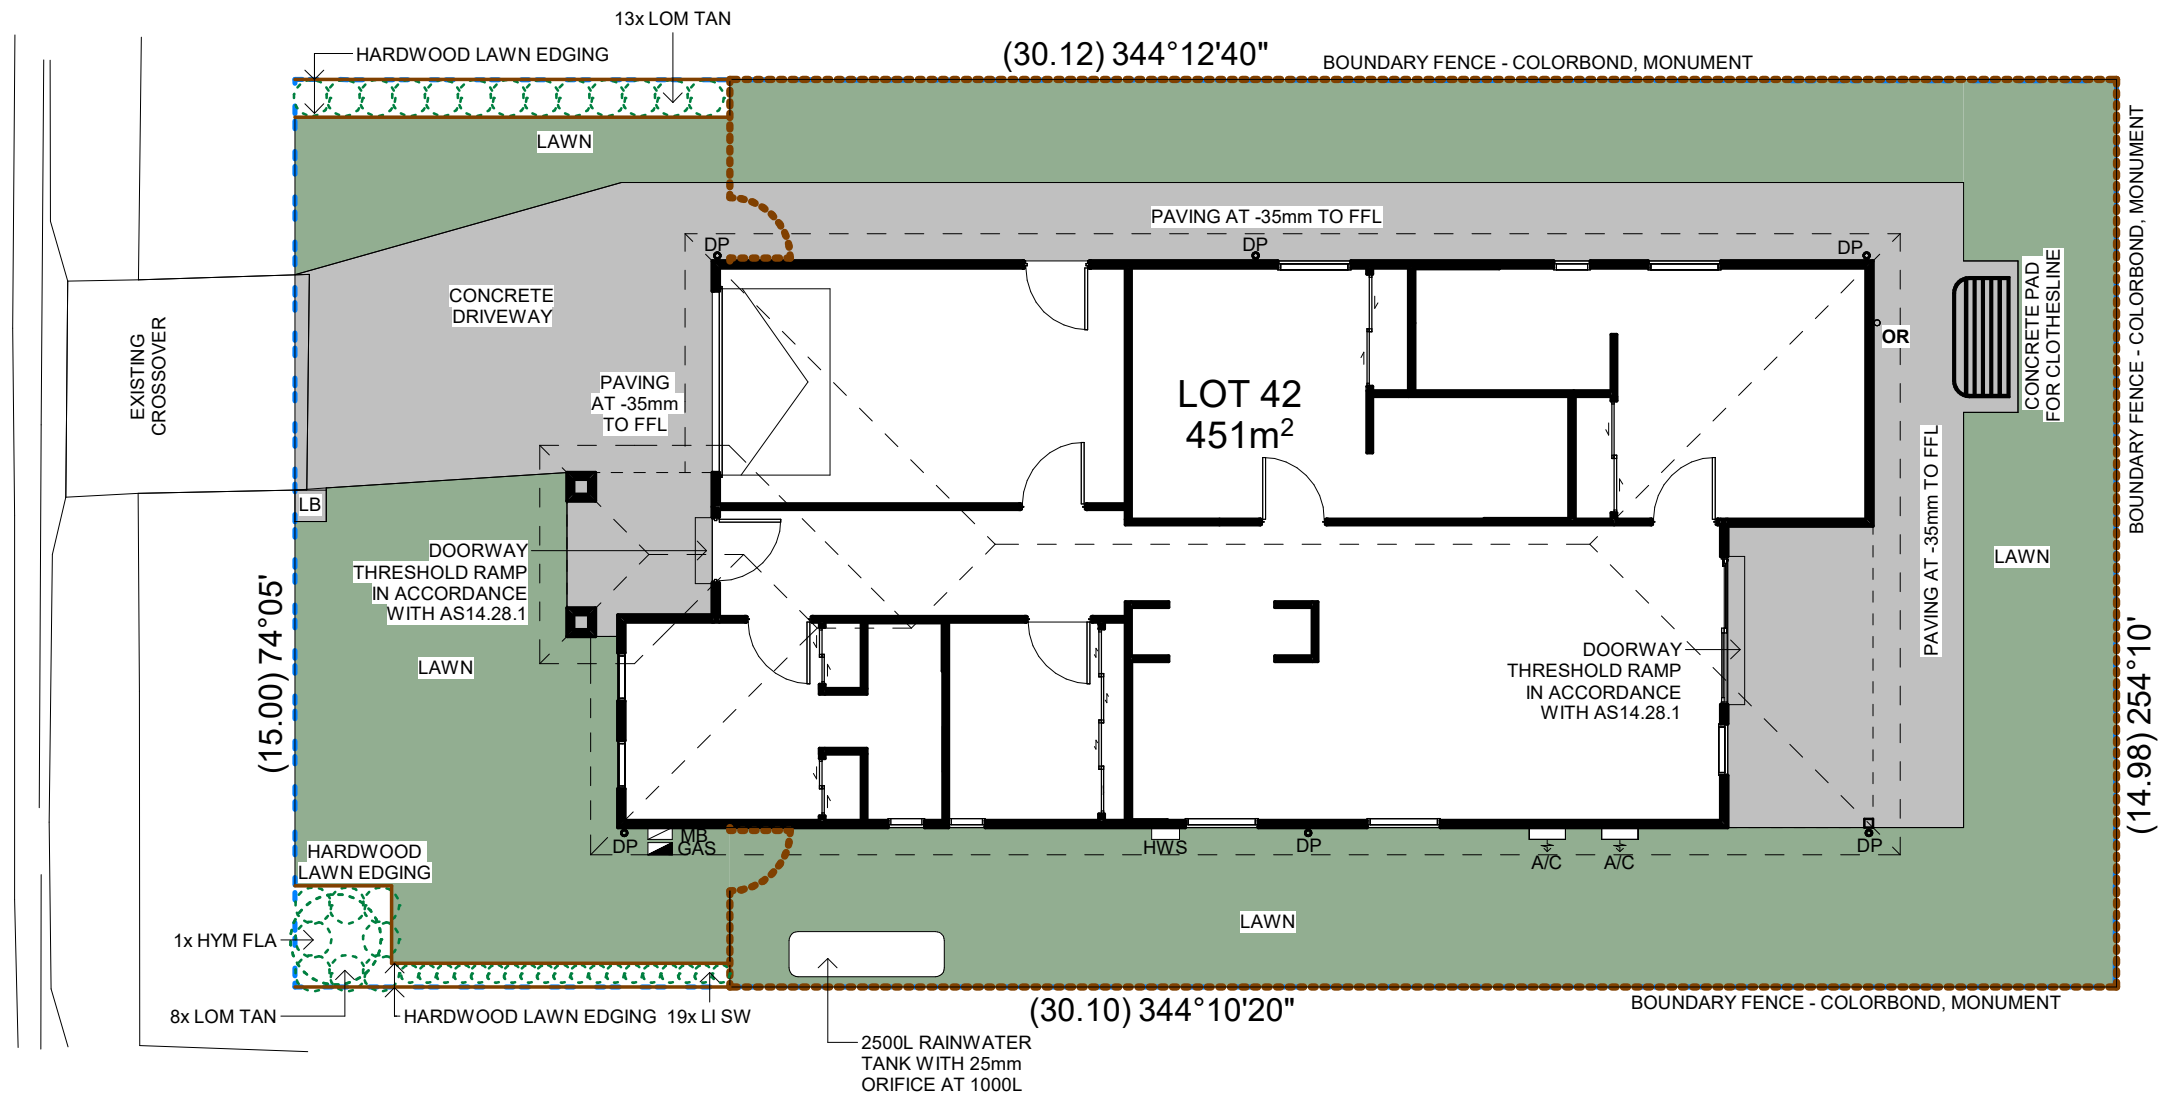 13x LOM TAN
HARDWOOD LAWN EDGING
(30.12) 344°12'40"
BOUNDARY FENCE - COLORBOND, MONUMENT
LAWN
BOUNDARY FENCE - COLORBOND, MONUMENT
PAVING AT -35mm TO FFL
DP
DP
DP
CONCRETE
DRIVEWAY
EXISTING
CROSSOVER
PAVING
AT -35mm
TO FFL
LOT 42
451m²
OR
CONCRETE PAD
FOR CLOTHESLINE
PAVING AT -35mm TO FFL
LB
DOORWAY
THRESHOLD RAMP
IN ACCORDANCE
WITH AS14.28.1
LAWN
LAWN
(15.00) 74°05'
DOORWAY
THRESHOLD RAMP
IN ACCORDANCE
WITH AS14.28.1
(14.98) 254°10'
MB
GAS
DP
HWS
DP
A/C
A/C
DP
HARDWOOD
LAWN EDGING
LAWN
1x HYM FLA
8x LOM TAN
HARDWOOD LAWN EDGING
19x LI SW
(30.10) 344°10'20"
BOUNDARY FENCE - COLORBOND, MONUMENT
2500L RAINWATER
TANK WITH 25mm
ORIFICE AT 1000L